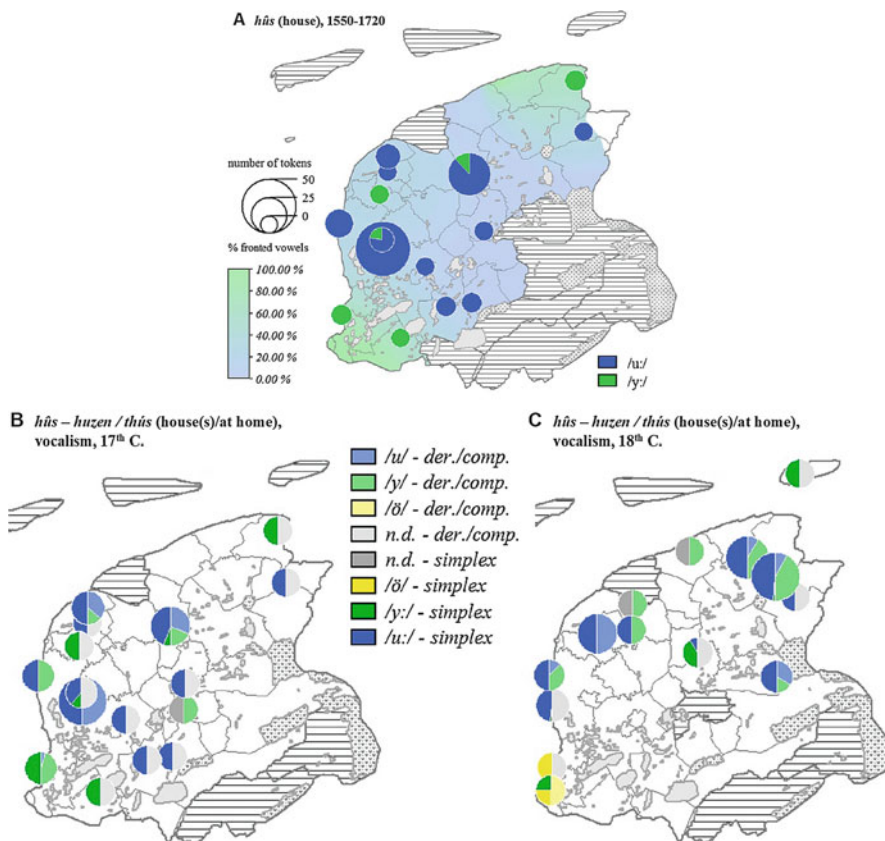 A hûs (house), 1550-1720
number of tokens
50
25
0
% fronted vowels
100.00 %
80.00 %
60.00 %
40.00 %
20.00 %
0.00 %
/u:/
/y:/
B hûs – huzen / thús (house(s)/at home),
vocalism, 17th C.
/u/ - der./comp.
/y/ - der./comp.
/ö/ - der./comp.
n.d. - der./comp.
n.d. - simplex
/ö/ - simplex
/y:/ - simplex
/u:/ - simplex
C hûs – huzen / thús (house(s)/at home),
vocalism, 18th C.